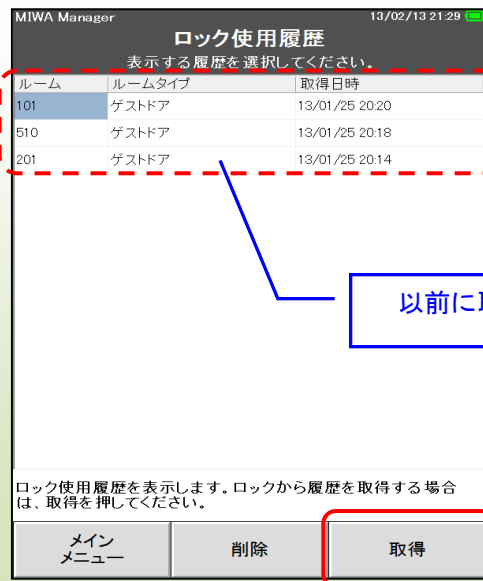 MIWA Manager 13/02/13 21:29
ロック使用履歴
表示する履歴を選択してください。
ルーム ルームタイプ 取得日時
101 ゲストドア 13/01/25 20:20
510 ゲストドア 13/01/25 20:18
201 ゲストドア 13/01/25 20:14
以前に
ロック使用履歴を表示します。ロックから履歴を取得する場合
は、取得を押してください。
メイン
メニュー 削除 取得